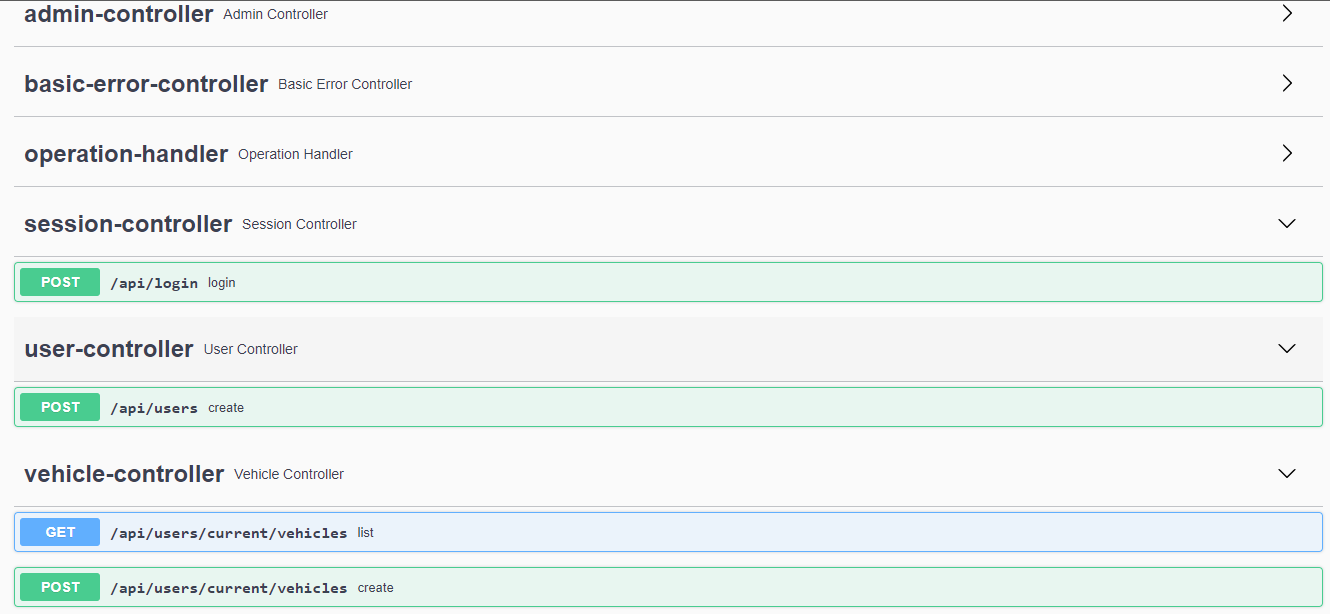 admin-controller Admin Controller
basic-error-controller Basic Error Controller
operation-handler Operation Handler
session-controller Session Controller
POST /api/login login
user-controller User Controller
POST /api/users create
vehicle-controller Vehicle Controller
GET /api/users/current/vehicles list
POST /api/users/current/vehicles create